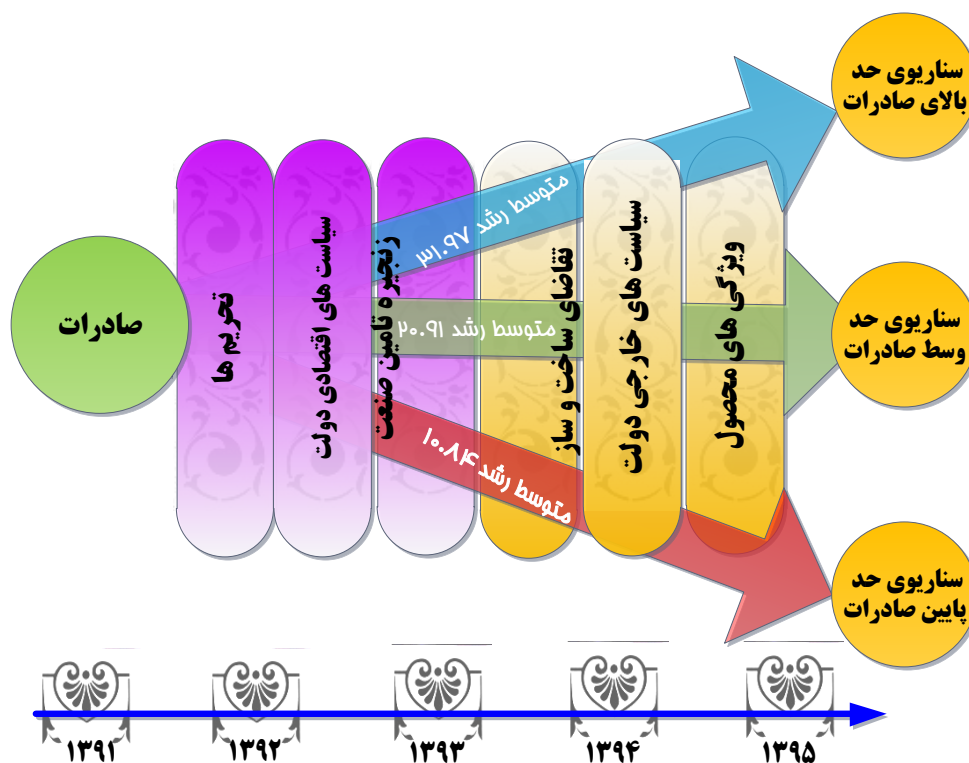 سناریوی حد
بالای صادرات
متوسط رشد ۳۱.۹۷
صادرات
تحریم ها
سیاست های اقتصادی دولت
زنجیره تامین صنعت
تقاضای ساخت و ساز
سیاست های خارجی دولت
ویژگی های محصول
متوسط رشد ۲۰.۹۱
سناریوی حد
وسط صادرات
متوسط رشد ۱۰.۸۴
سناریوی حد
پایین صادرات
۱۳۹۱
۱۳۹۲
۱۳۹۳
۱۳۹۴
۱۳۹۵